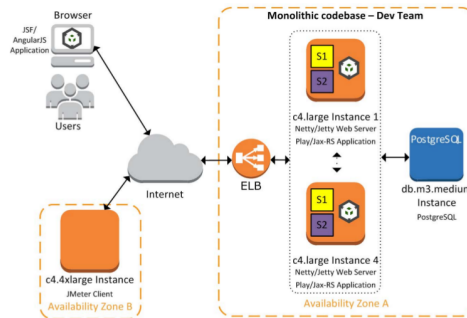 Browser
JSF/
AngularJS
Application
Users
Internet
c4.4xlarge Instance
JMeter Client
Availability Zone B
Monolithic codebase – Dev Team
ELB
S1
S2
c4.large Instance 1
Netty/Jetty Web Server
Play/Jax-RS Application
S1
S2
c4.large Instance 4
Netty/Jetty Web Server
Play/Jax-RS Application
Availability Zone A
PostgreSQL
db.m3.medium
Instance
PostgreSQL